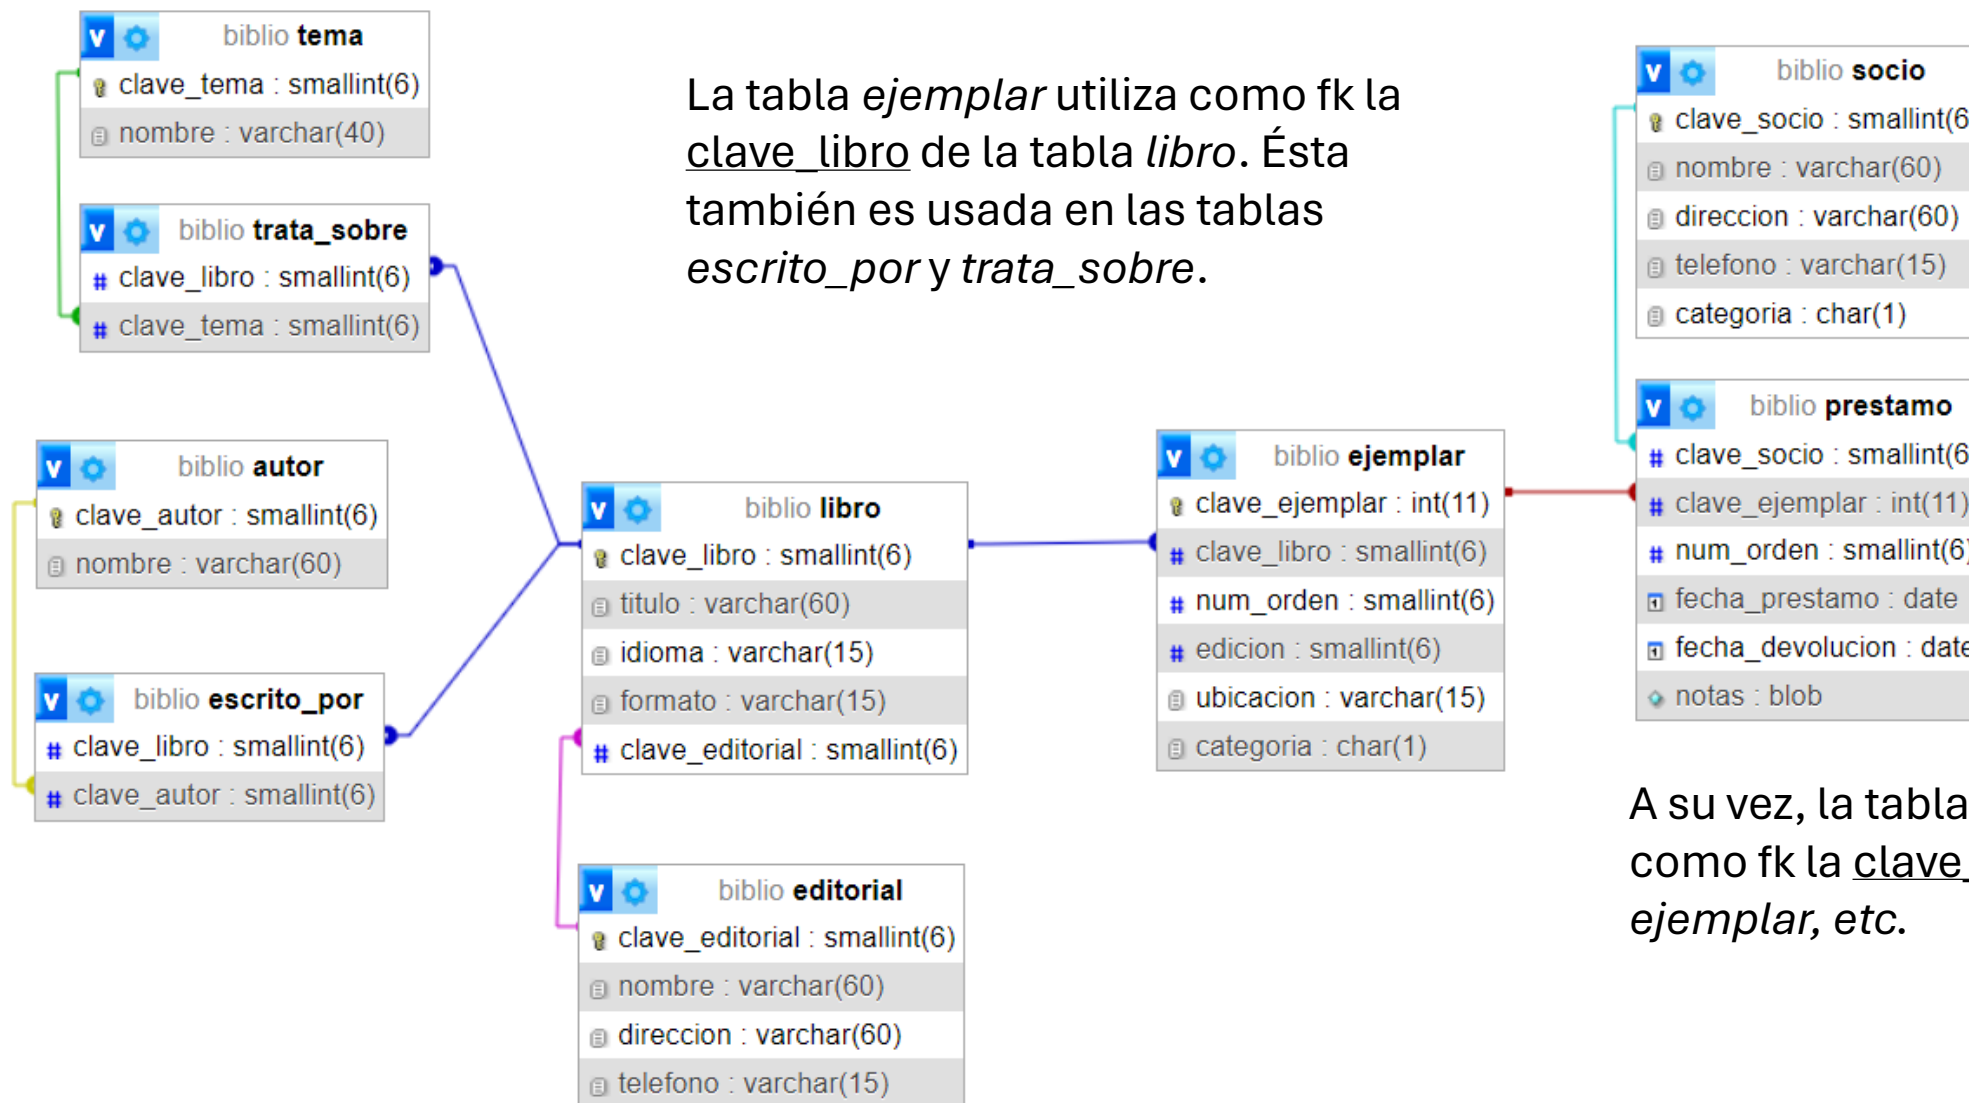 biblio tema
clave_tema : smallint(6)
nombre : varchar(40)
biblio trata_sobre
clave_libro : smallint(6)
clave_tema : smallint(6)
La tabla ejemplar utiliza como fk la
clave_libro de la tabla libro. Ésta
también es usada en las tablas
escrito_por y trata_sobre.
biblio autor
clave_autor : smallint(6)
nombre : varchar(60)
biblio escrito_por
clave_libro : smallint(6)
clave_autor : smallint(6)
biblio libro
clave_libro : smallint(6)
titulo : varchar(60)
idioma : varchar(15)
formato : varchar(15)
clave_editorial : smallint(6)
biblio editorial
clave_editorial : smallint(6)
nombre : varchar(60)
direccion : varchar(60)
telefono : varchar(15)
biblio ejemplar
clave_ejemplar : int(11)
clave_libro : smallint(6)
num_orden : smallint(6)
edicion : smallint(6)
ubicacion : varchar(15)
categoria : char(1)
biblio socio
clave_socio : smallint(6
nombre : varchar(60)
direccion : varchar(60)
telefono : varchar(15)
categoria : char(1)
biblio prestamo
clave_socio : smallint(6
clave_ejemplar : int(11)
num_orden : smallint(6)
fecha_prestamo : date
fecha_devolucion : date
notas : blob
A su vez, la tabla
como fk la clave_
ejemplar, etc.